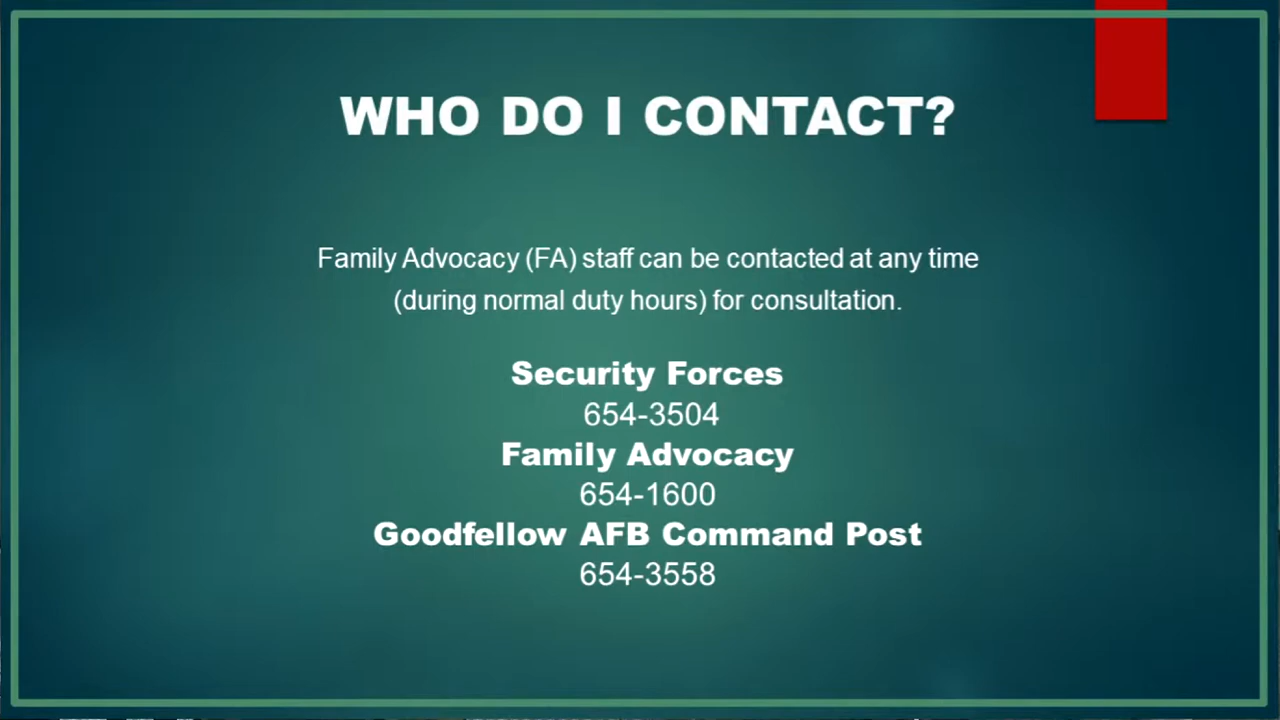 WHO DO I CONTACT?
Family Advocacy (FA) staff can be contacted at any time
(during normal duty hours) for consultation.
Security Forces
654-3504
Family Advocacy
654-1600
Goodfellow AFB Command Post
654-3558